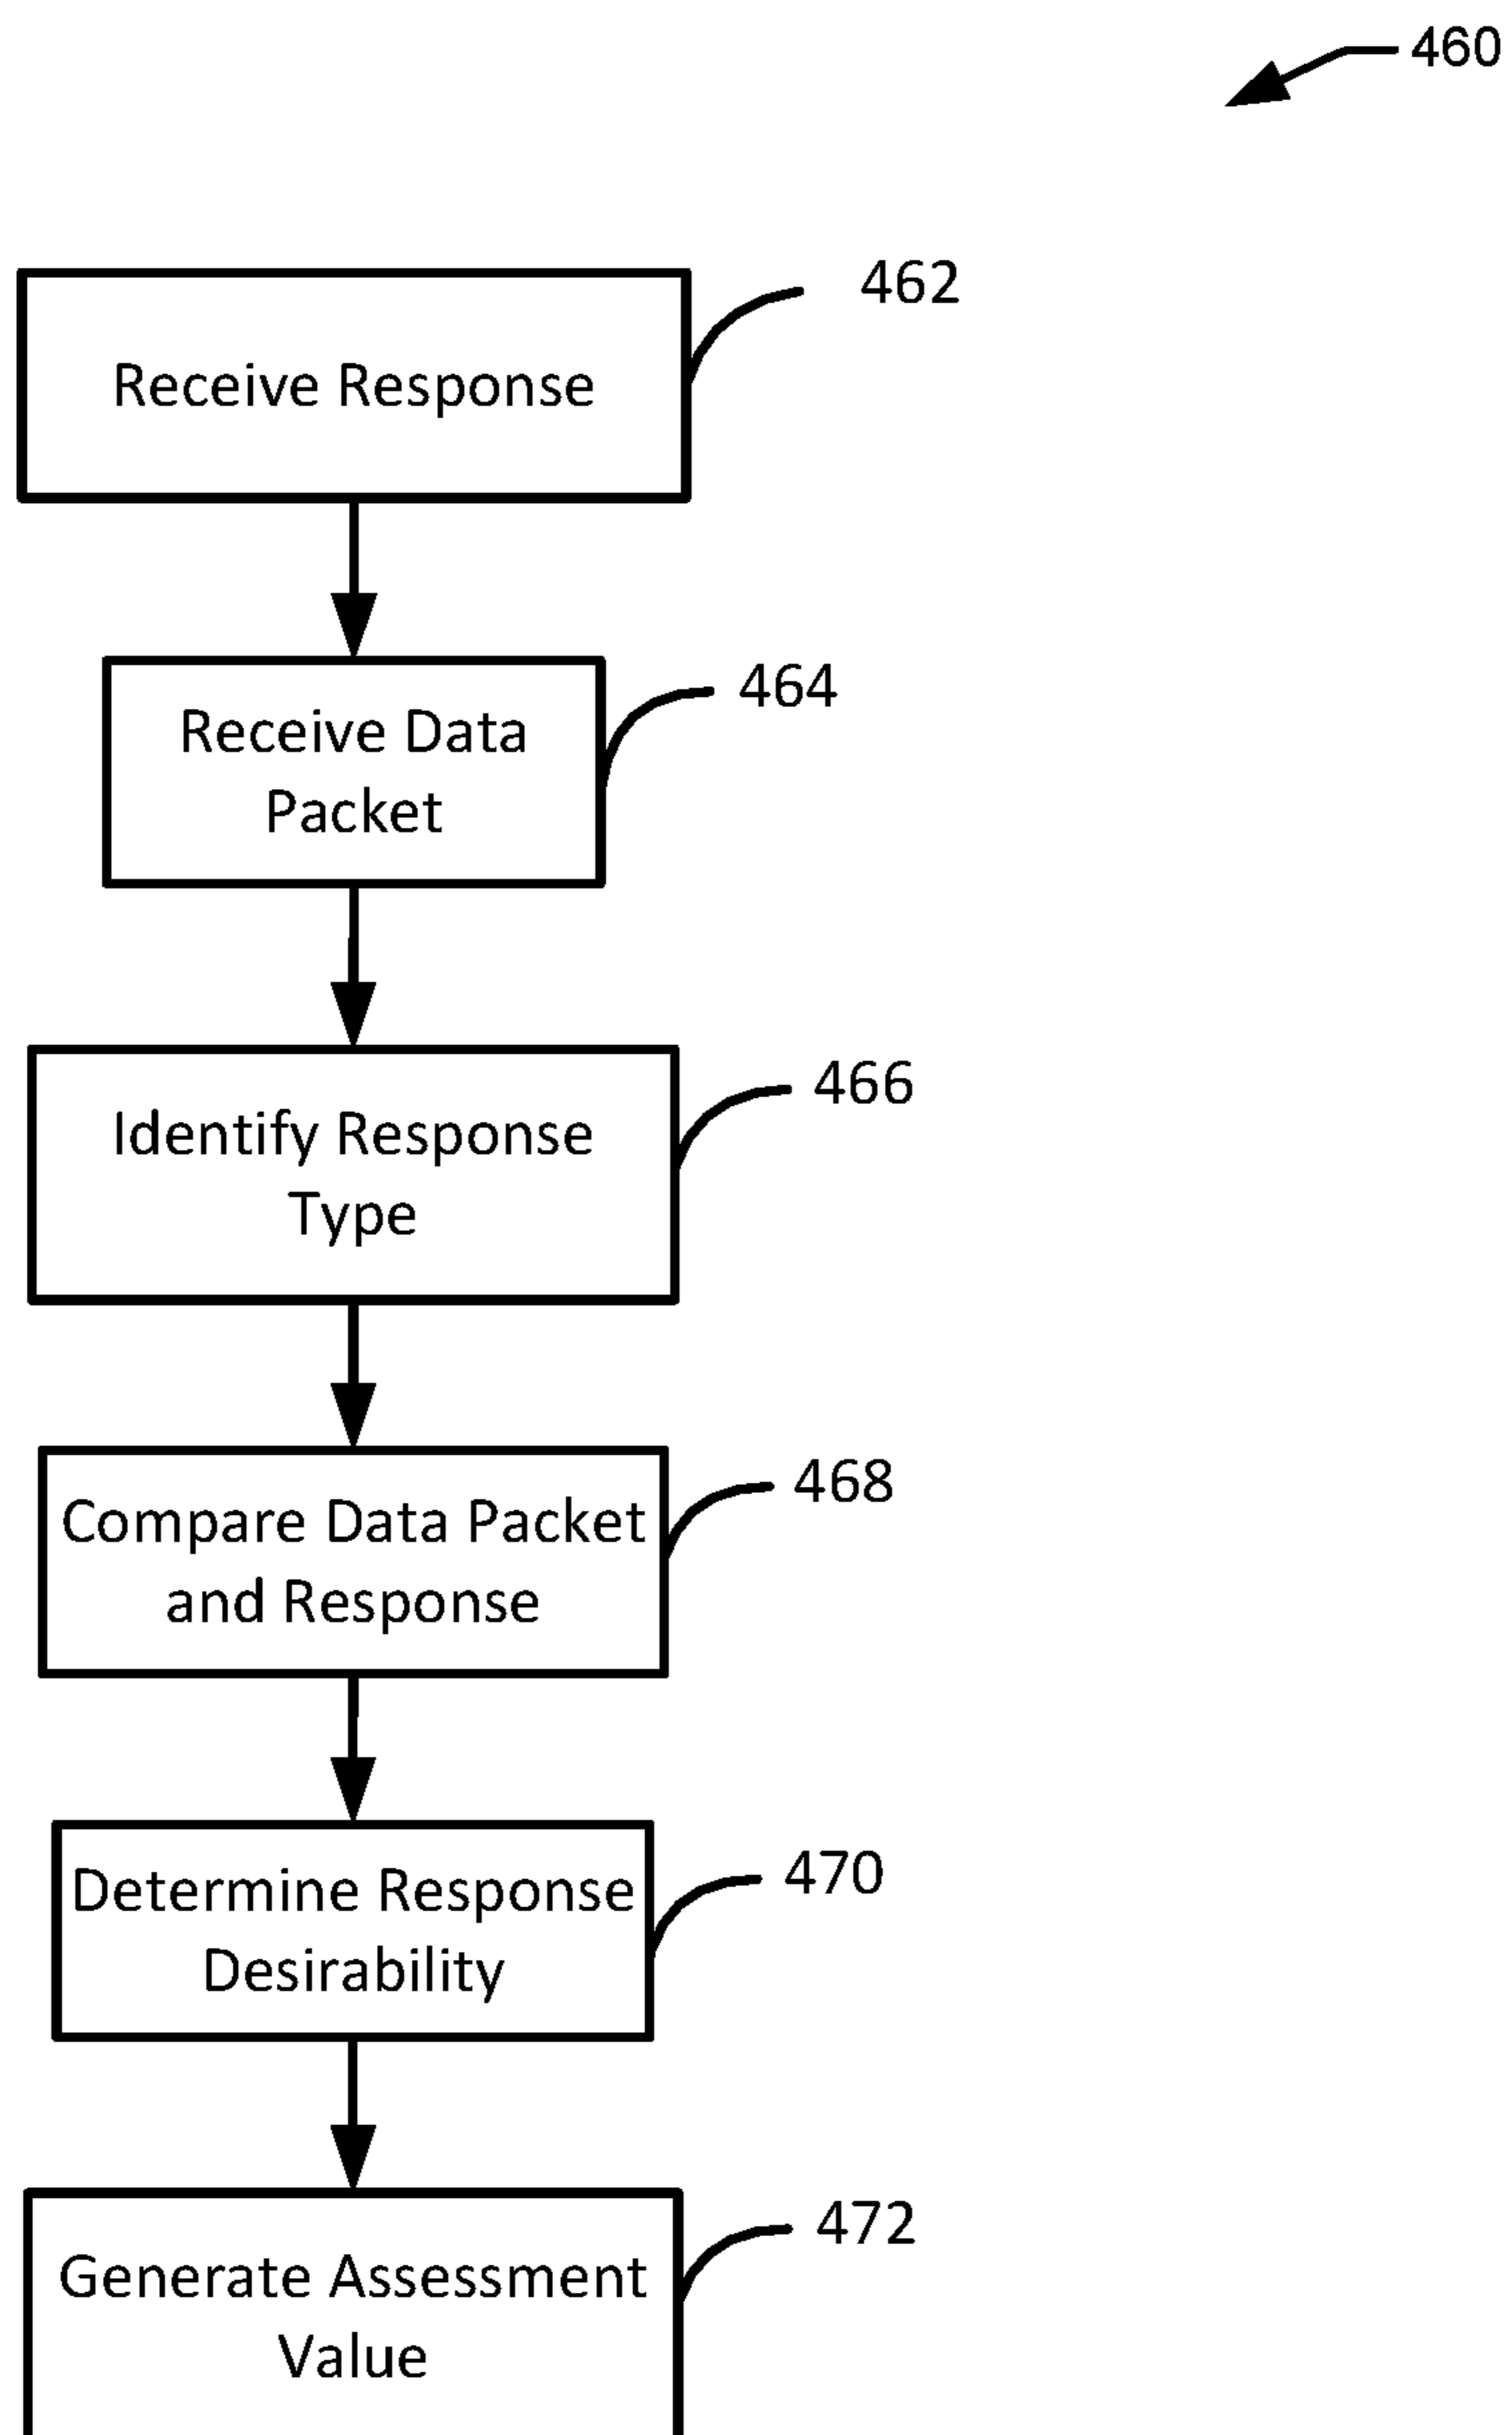 460
462
Receive Response
464
Receive Data
Packet
466
Identify Response
Type
468
Compare Data Packet
and Response
470
Determine Response
Desirability
472
Generate Assessment
Value